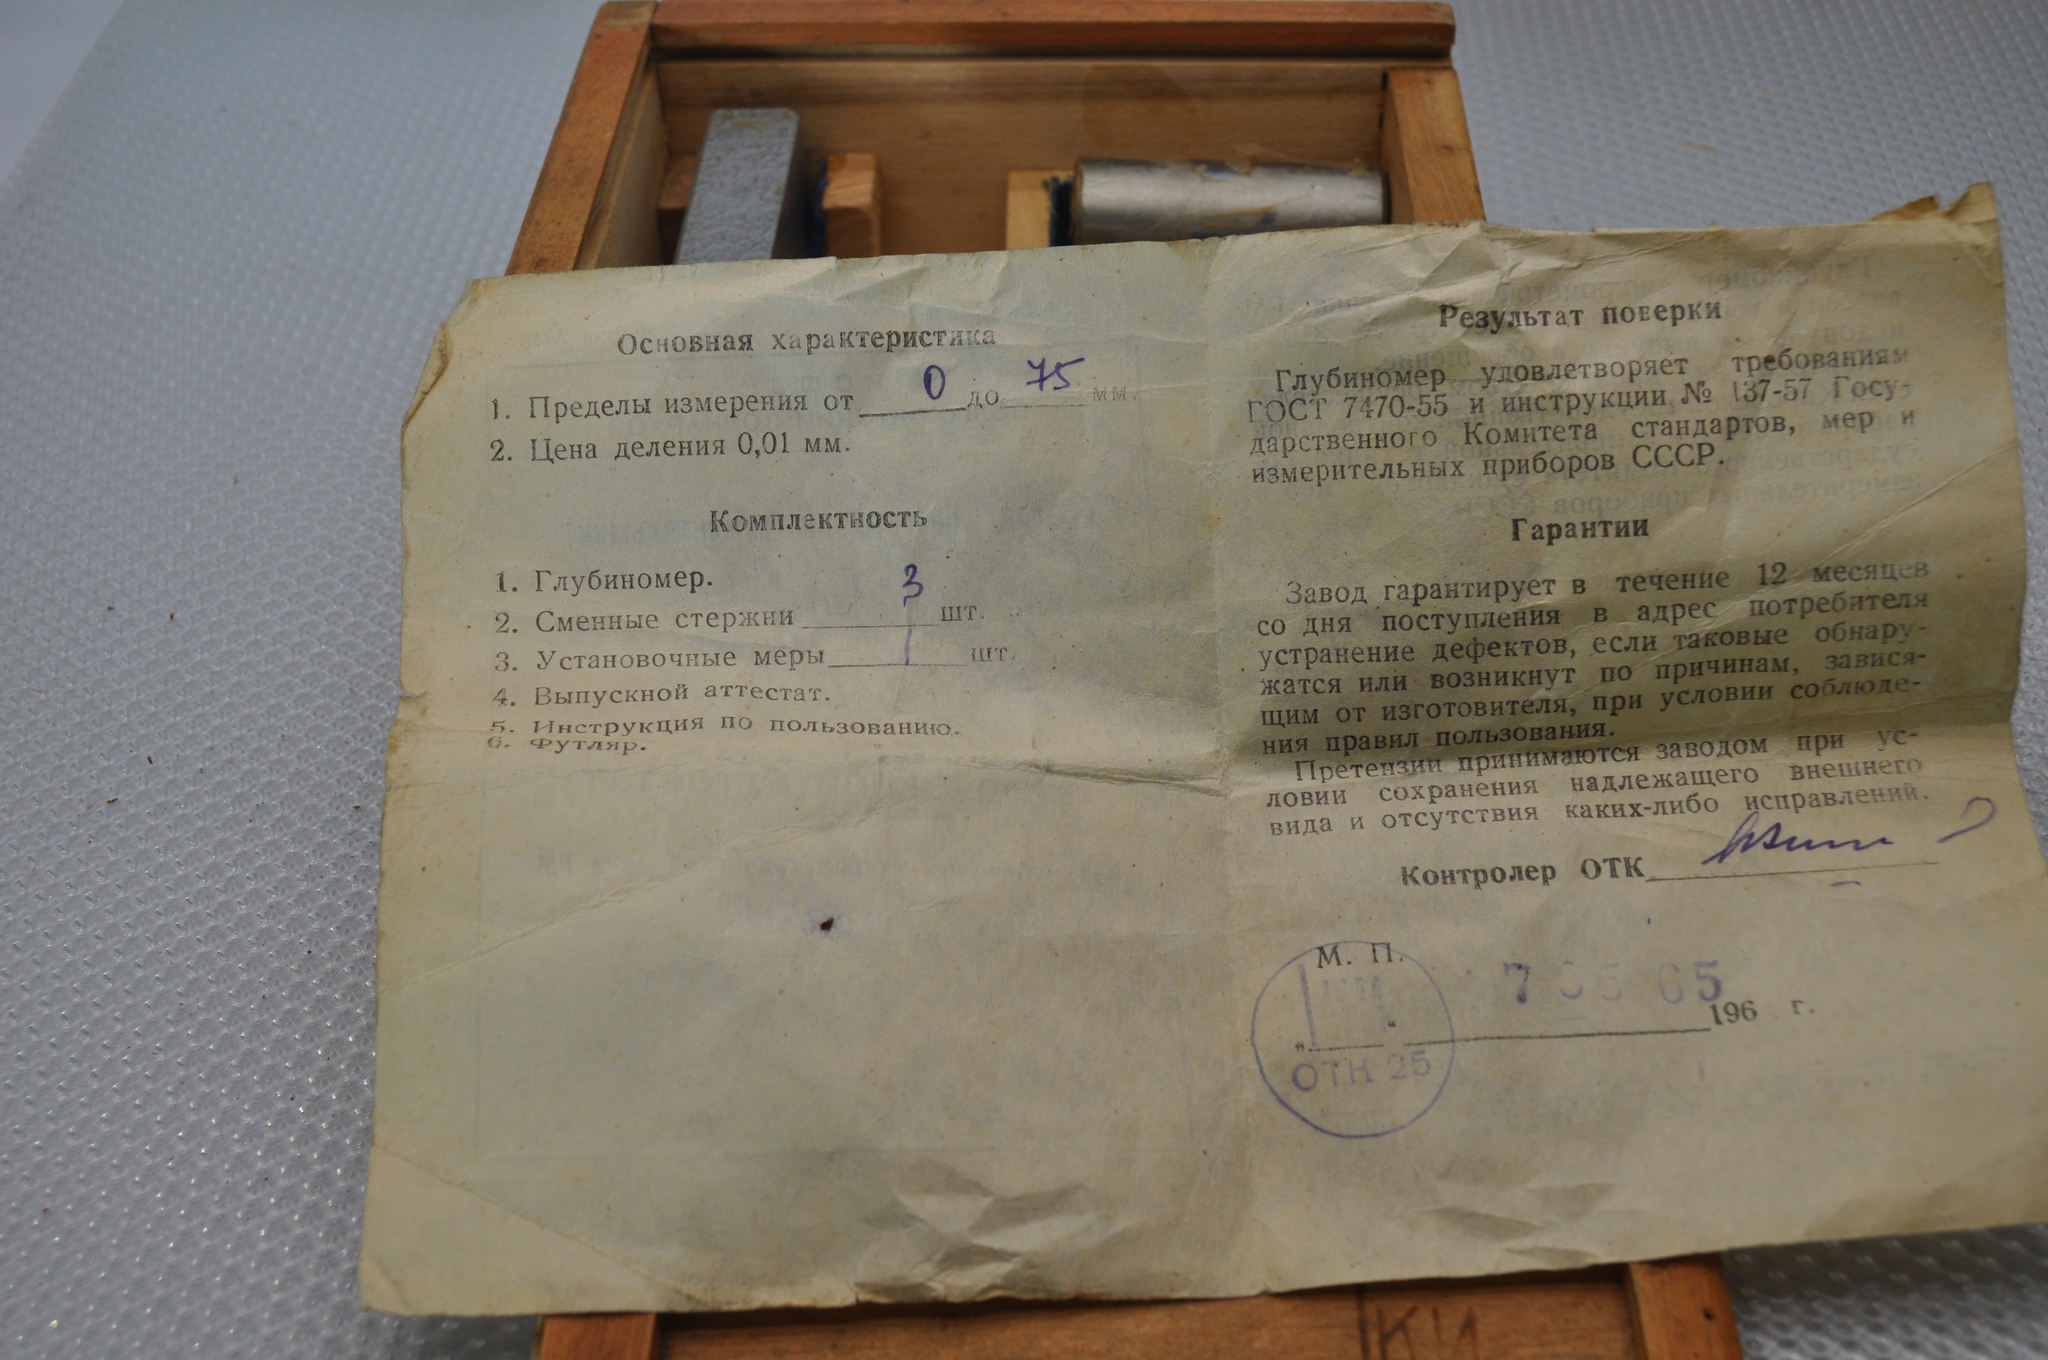 Основная характеристика
1. Пределы измерения от 0 до 75 мм.
2. Цена деления 0,01 мм.
Комплектность
1. Глубиномер.
2. Сменные стержни 3 шт.
3. Установочные меры 1 шт.
4. Выпускной аттестат.
5. Инструкция по пользованию.
6. Футляр.
Результат поверки
Глубиномер удовлетворяет требованиям
ГОСТ 7470-55 и инструкции № 137-57 Госу-
дарственного Комитета стандартов, мер и
измерительных приборов СССР.
Гарантии
Завод гарантирует в течение 12 месяцев
со дня поступления в адрес потребителя
устранение дефектов, если таковые обнару-
жатся или возникнут по причинам, завися-
щим от изготовителя, при условии соблюде-
ния правил пользования.
Претензии принимаются заводом при ус-
ловии сохранения надлежащего внешнего
вида и отсутствия каких-либо исправлений.
Контролер ОТК
М. П.
„ “ 196 г.
ОТК 25
КИ